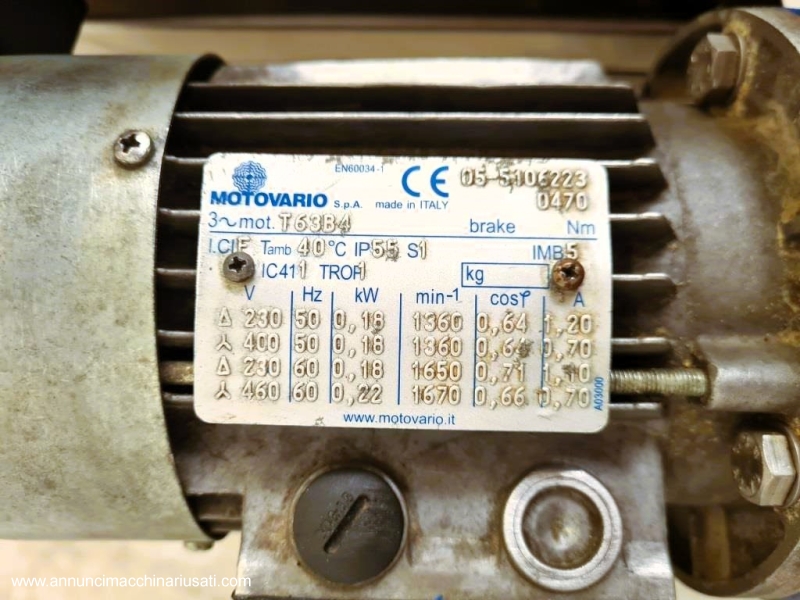 EN60034-1
05 5106223
MOTOVARIO S.p.A. made in ITALY CE 0470
3~mot. T63B4 brake Nm
I.Cl F Tamb 40 °C IP55 S1 IMB5
IC411 TROP1 kg
V Hz kW min-1 cosφ A
Δ 230 50 0,18 1360 0,64 1,20
Y 400 50 0,18 1360 0,64 0,70
Δ 230 60 0,18 1650 0,71 1,10
Y 460 60 0,22 1670 0,66 0,70
A03000
www.motovario.it
www.annuncimacchinariusati.com